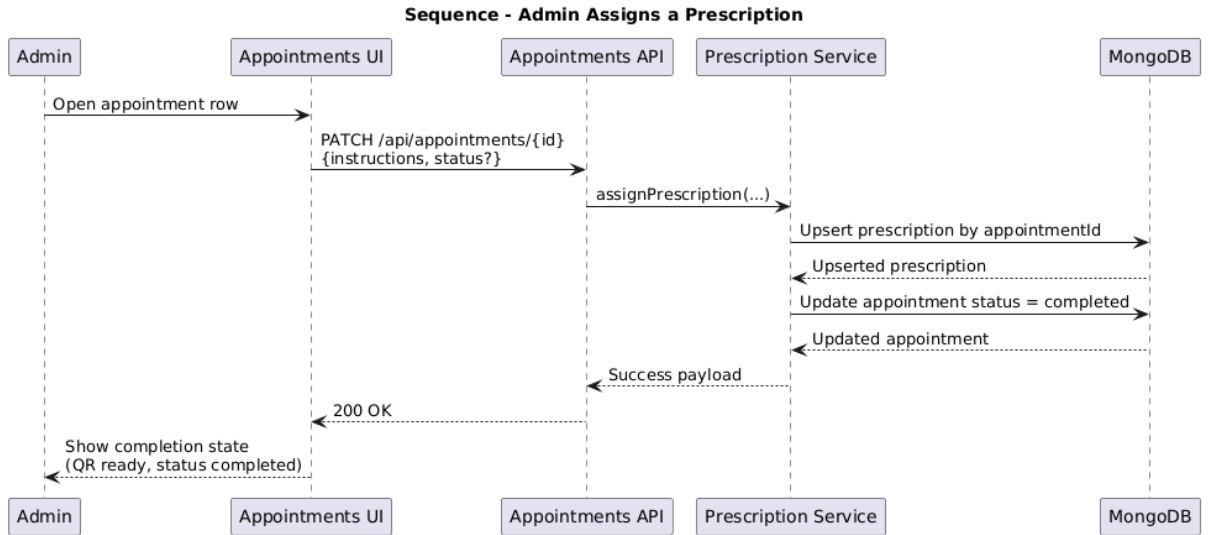 Sequence - Admin Assigns a Prescription
Admin
Appointments UI
Appointments API
Prescription Service
MongoDB
Open appointment row
PATCH /api/appointments/{id}
{instructions, status?}
assignPrescription(...)
Upsert prescription by appointmentId
Upserted prescription
Update appointment status = completed
Updated appointment
Success payload
200 OK
Show completion state
(QR ready, status completed)
Admin
Appointments UI
Appointments API
Prescription Service
MongoDB